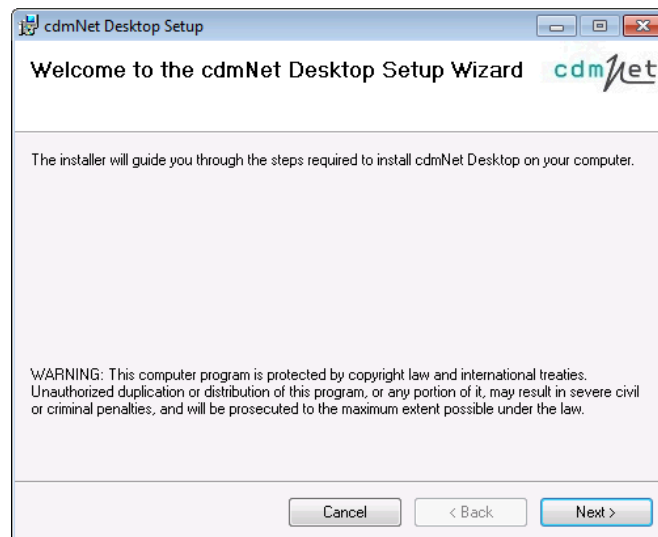 cdmNet Desktop Setup
Welcome to the cdmNet Desktop Setup Wizard
cdmNet
The installer will guide you through the steps required to install cdmNet Desktop on your computer.
WARNING: This computer program is protected by copyright law and international treaties.
Unauthorized duplication or distribution of this program, or any portion of it, may result in severe civil
or criminal penalties, and will be prosecuted to the maximum extent possible under the law.
Cancel
< Back
Next >